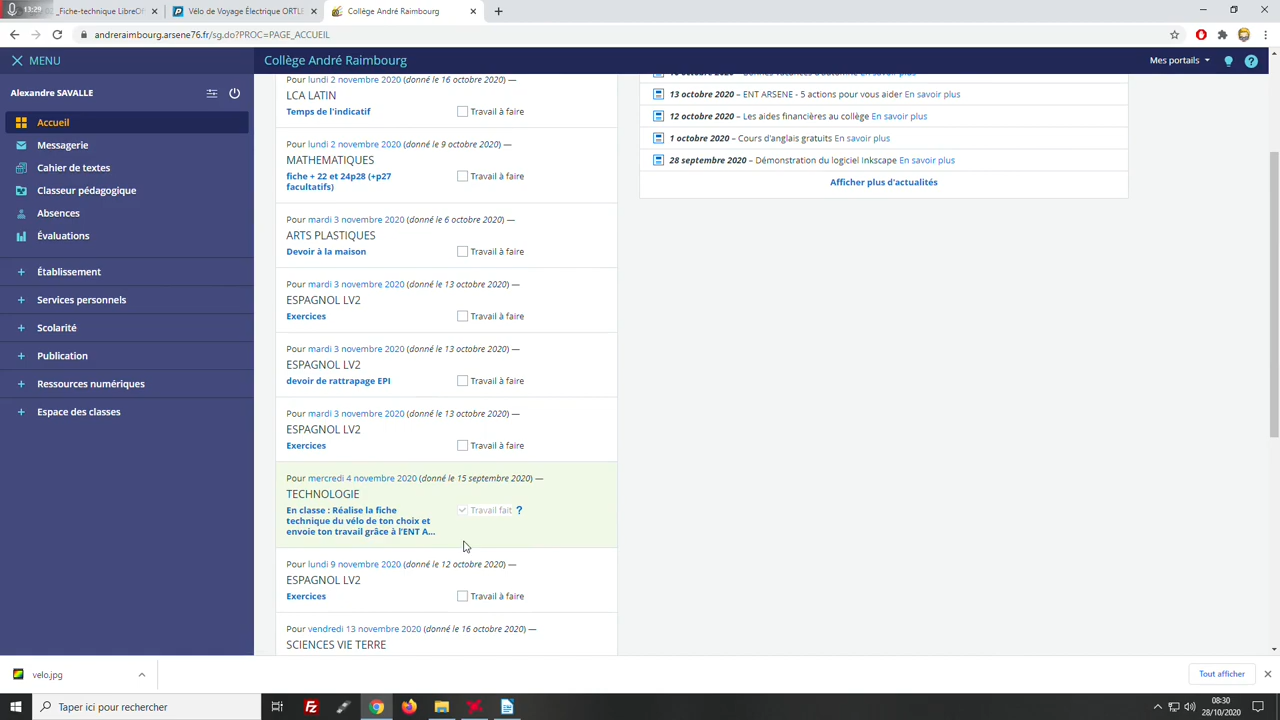 13:29
_Fiche-technique LibreOF
Vélo de Voyage Électrique ORTLE
Collège André Raimbourg
andreraimbourg.arsene76.fr/sg.do?PROC=PAGE_ACCUEIL
MENU
Collège André Raimbourg
Mes portails
Alexandre SAVALLE
Accueil
Messagerie
Cahier de textes
Classeur pédagogique
Absences
Évaluations
Établissement
Services personnels
Scolarité
Publication
Ressources numériques
Espace des classes
Pour lundi 2 novembre 2020 (donné le 16 octobre 2020) —
LCA LATIN
Temps de l'indicatif
Travail à faire
Pour lundi 2 novembre 2020 (donné le 9 octobre 2020) —
MATHEMATIQUES
fiche + 22 et 24p28 (+p27
facultatifs)
Travail à faire
Pour mardi 3 novembre 2020 (donné le 6 octobre 2020) —
ARTS PLASTIQUES
Devoir à la maison
Travail à faire
Pour mardi 3 novembre 2020 (donné le 13 octobre 2020) —
ESPAGNOL LV2
Exercices
Travail à faire
Pour mardi 3 novembre 2020 (donné le 13 octobre 2020) —
ESPAGNOL LV2
devoir de rattrapage EPI
Travail à faire
Pour mardi 3 novembre 2020 (donné le 13 octobre 2020) —
ESPAGNOL LV2
Exercices
Travail à faire
Pour mercredi 4 novembre 2020 (donné le 15 septembre 2020) —
TECHNOLOGIE
En classe : Réalise la fiche
technique du vélo de ton choix et
envoie ton travail grâce à l'ENT A...
Travail fait ?
Pour lundi 9 novembre 2020 (donné le 12 octobre 2020) —
ESPAGNOL LV2
Exercices
Travail à faire
Pour vendredi 13 novembre 2020 (donné le 16 octobre 2020) —
SCIENCES VIE TERRE
13 octobre 2020 – ENT ARSENE - 5 actions pour vous aider En savoir plus
12 octobre 2020 – Les aides financières au collège En savoir plus
1 octobre 2020 – Cours d'anglais gratuits En savoir plus
28 septembre 2020 – Démonstration du logiciel Inkscape En savoir plus
Afficher plus d'actualités
velo.jpg
Tout afficher
Taper ici pour rechercher
08:30
28/10/2020